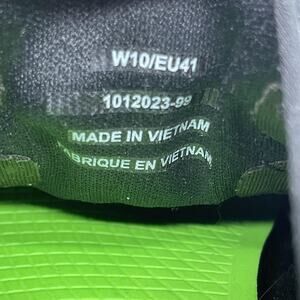 W10/EU41
1012023-99
MADE IN VIETNAM
FABRIQUE EN VIETNAM